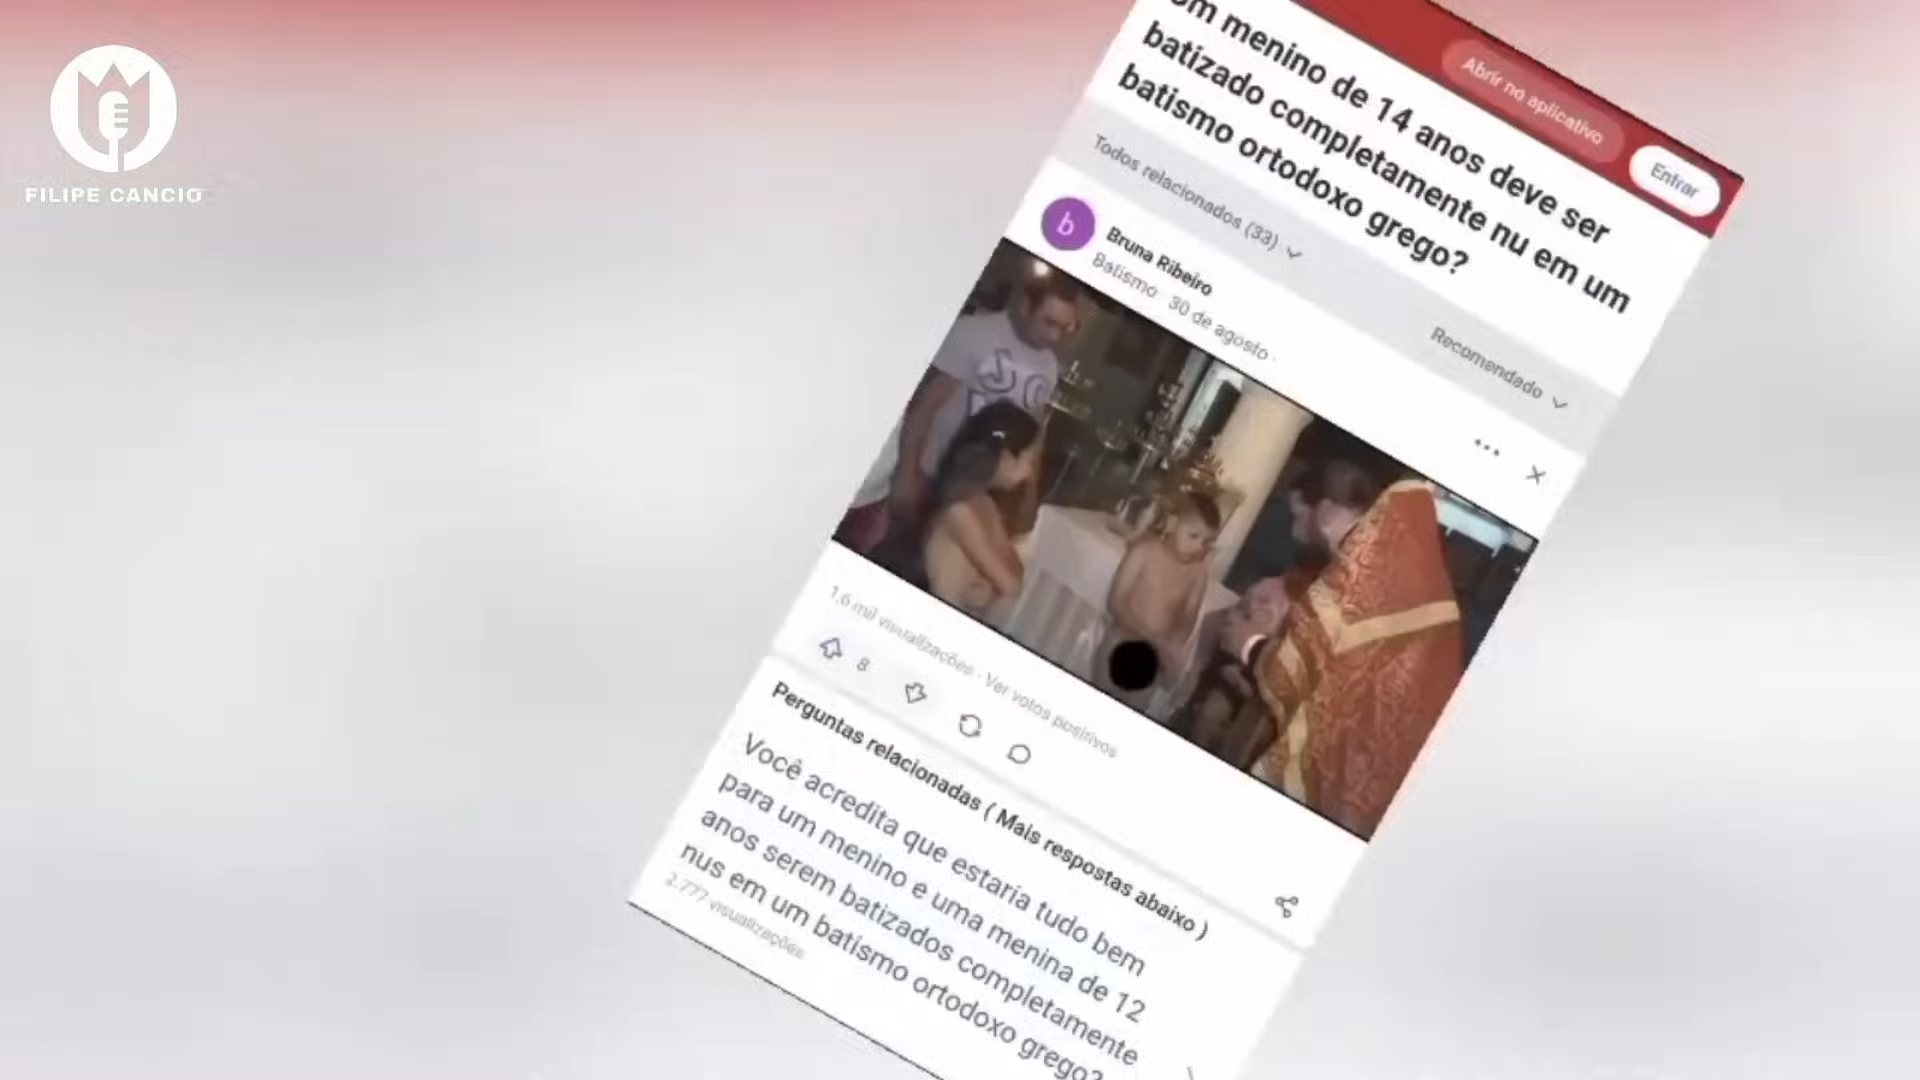 FILIPE CANCIO
Abrir no aplicativo
Entrar
menino de 14 anos deve ser
batizado completamente nu em um
batismo ortodoxo grego?
Todos relacionados (33)
Recomendado
b
Bruna Ribeiro
Batismo · 30 de agosto ·
1,6 mil visualizações · Ver votos positivos
8
Perguntas relacionadas ( Mais respostas abaixo )
Você acredita que estaria tudo bem
para um menino e uma menina de 12
anos serem batizados completamente
nus em um batismo ortodoxo grego?
2.777 visualizações